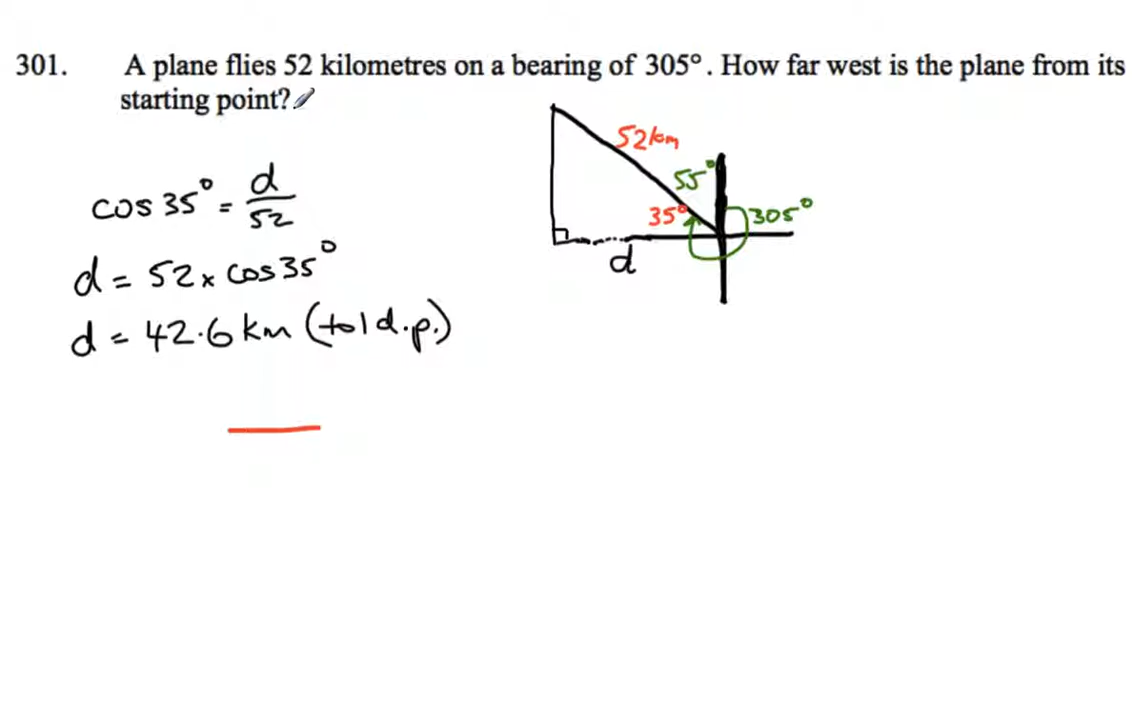 301. A plane flies 52 kilometres on a bearing of 305°. How far west is the plane from its
starting point?
52km
55°
cos 35° = d/52
35°
305°
d
d = 52 x cos 35°
d = 42.6 km (to 1 d.p.)